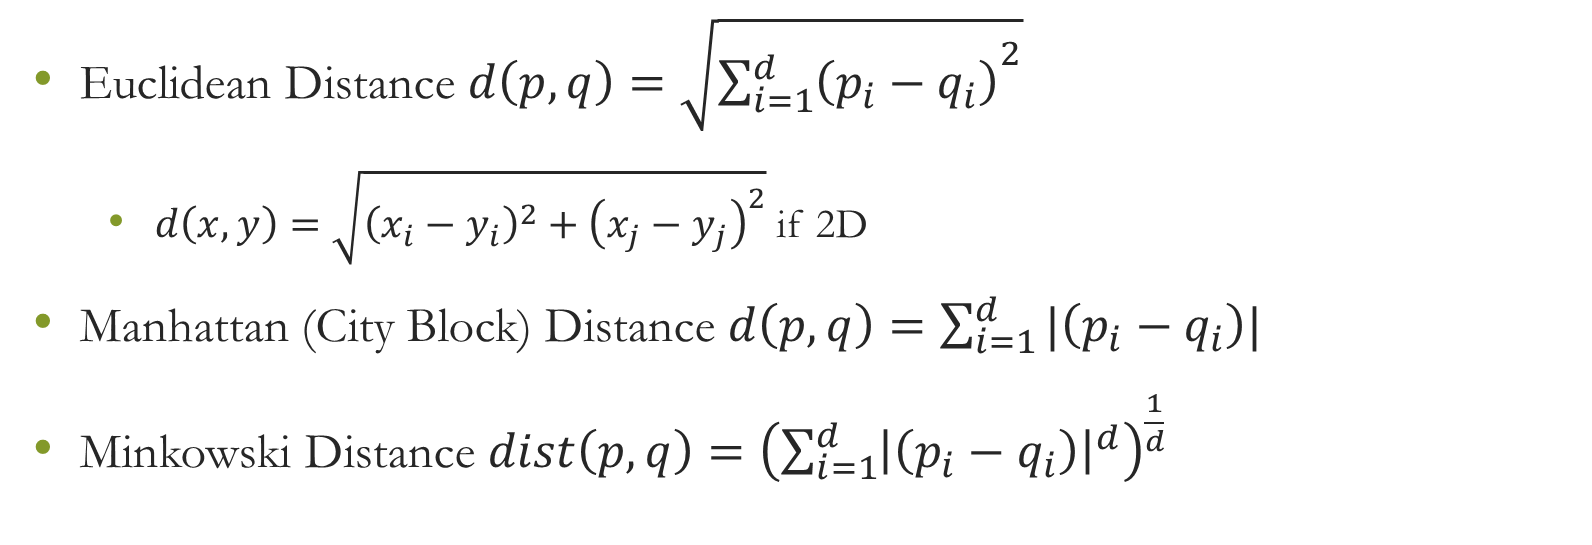 • Euclidean Distance d(p, q) = √(∑ᵢ₌₁ᵈ (pᵢ − qᵢ)²)
• d(x, y) = √((xᵢ − yᵢ)² + (xⱼ − yⱼ)²) if 2D
• Manhattan (City Block) Distance d(p, q) = ∑ᵢ₌₁ᵈ |(pᵢ − qᵢ)|
• Minkowski Distance dist(p, q) = (∑ᵢ₌₁ᵈ |(pᵢ − qᵢ)|ᵈ)^(1/d)